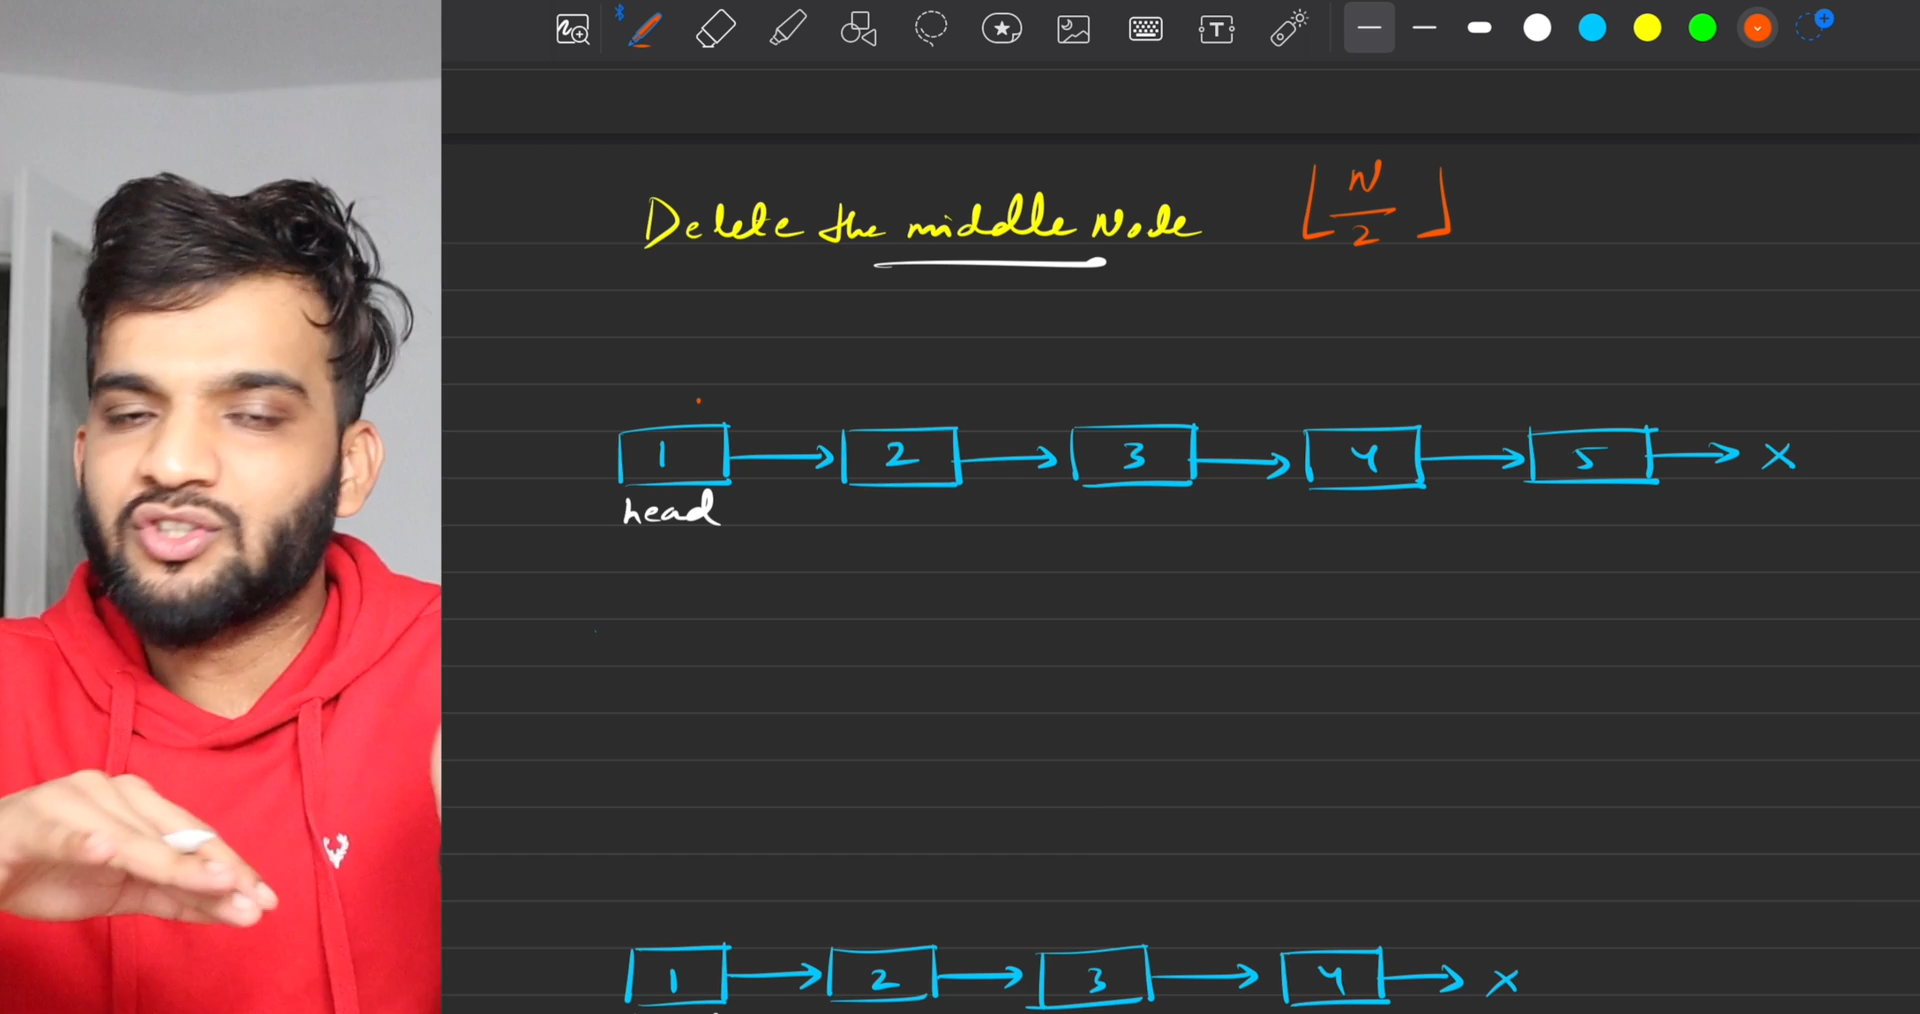 Delete the middle Node
⌊N/2⌋
1 → 2 → 3 → 4 → 5 → X
head
1 → 2 → 3 → 4 → X